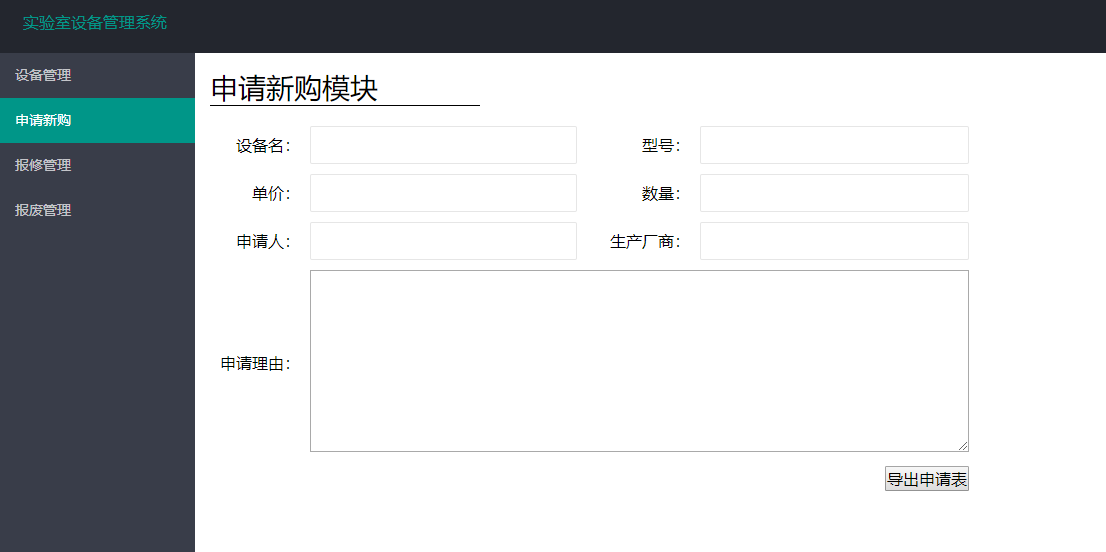 实验室设备管理系统
设备管理
申请新购
报修管理
报废管理
申请新购模块
设备名： 型号：
单价： 数量：
申请人： 生产厂商：
申请理由：
导出申请表